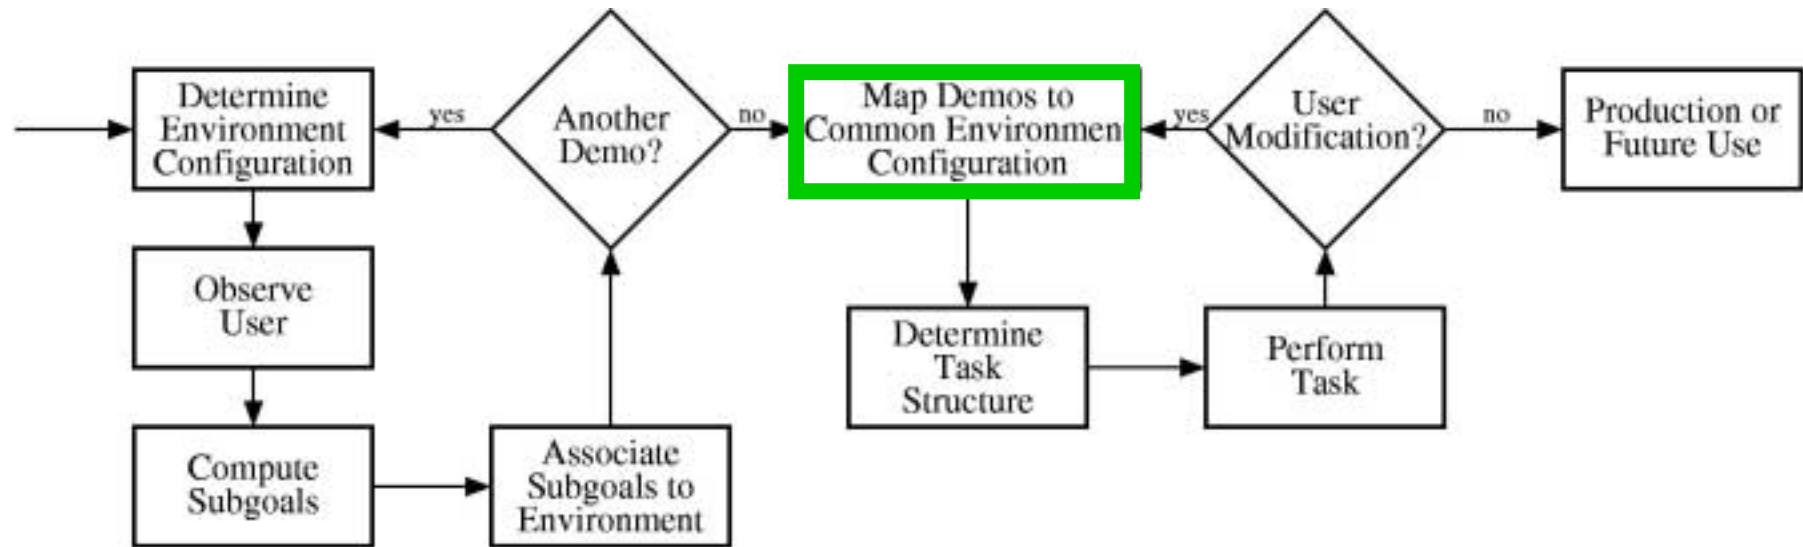 Determine
Environment
Configuration
yes
Another
Demo?
no
Map Demos to
Common Environmen
Configuration
yes
User
Modification?
no
Production or
Future Use
Observe
User
Determine
Task
Structure
Perform
Task
Compute
Subgoals
Associate
Subgoals to
Environment